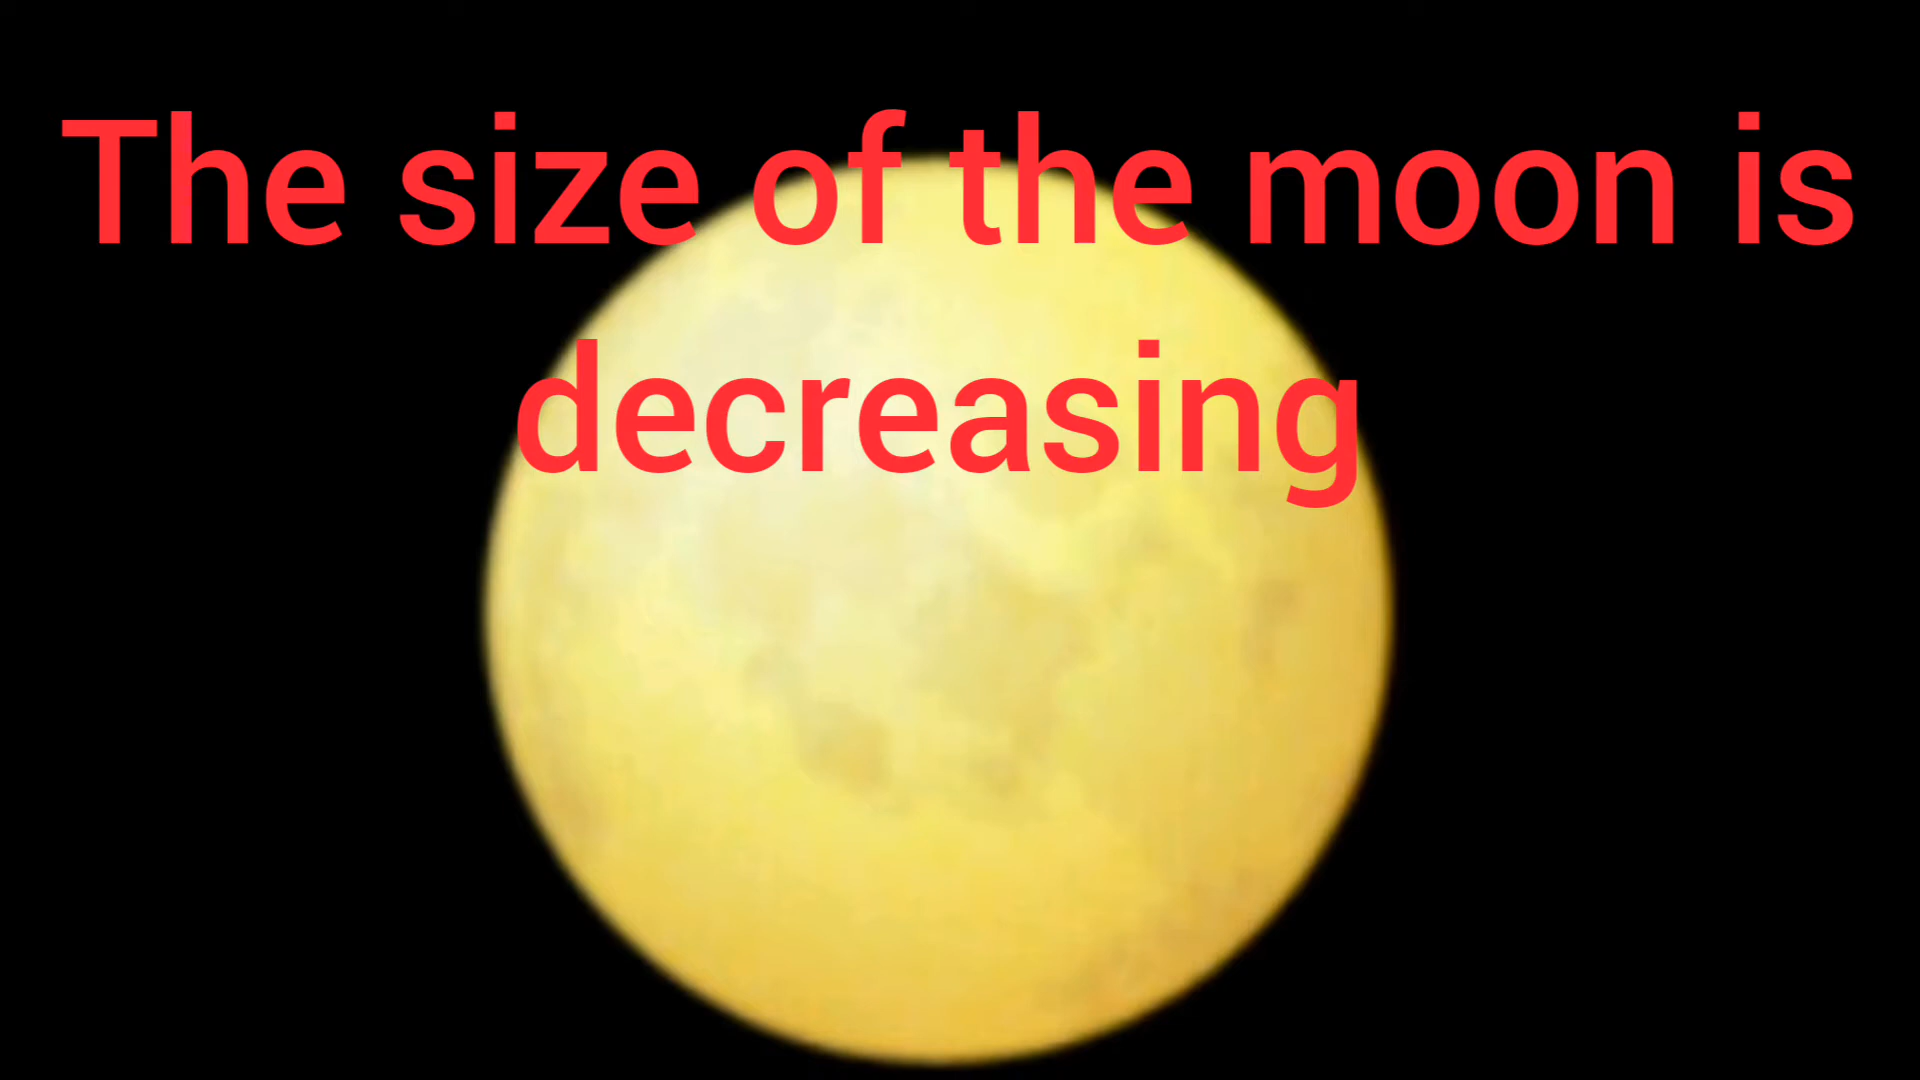 The size of the moon is
decreasing